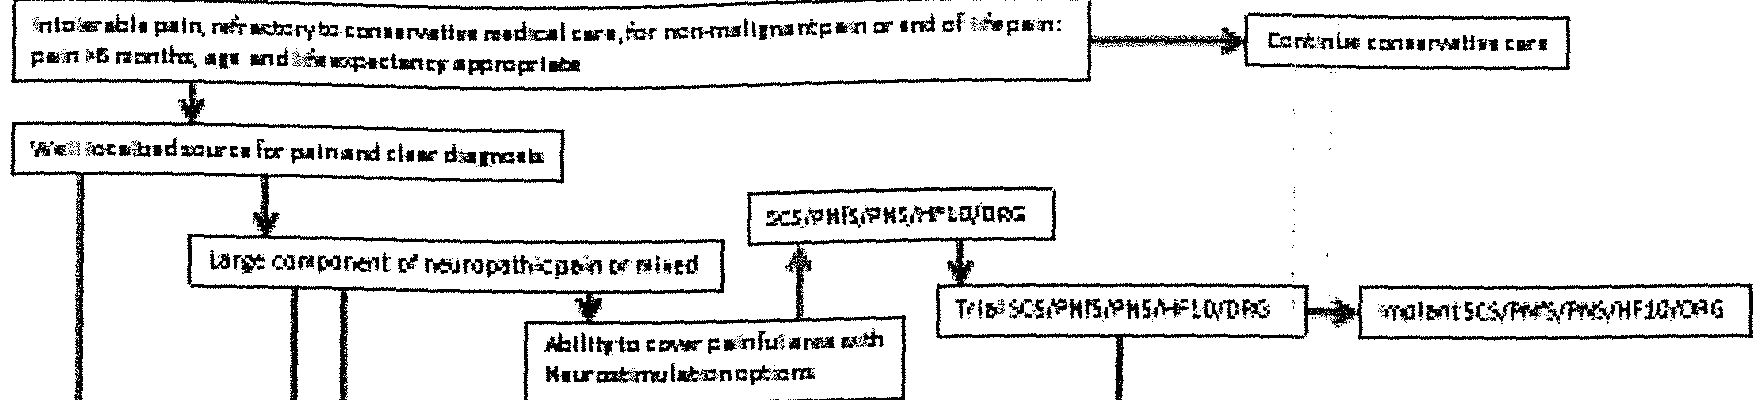 Intolerable pain, refractory to conservative medical care, for non-malignant pain or end of life pain:
pain >6 months, age and life expectancy appropriate
Continue conservative care
Well localized source for pain and clear diagnosis
SCS/PNfS/PNS/HF10/DRG
Large component of neuropathic pain or mixed
Trial SCS/PNfS/PNS/HF10/DRG
Implant SCS/PNfS/PNS/HF10/DRG
Ability to cover painful area with
Neurostimulation options